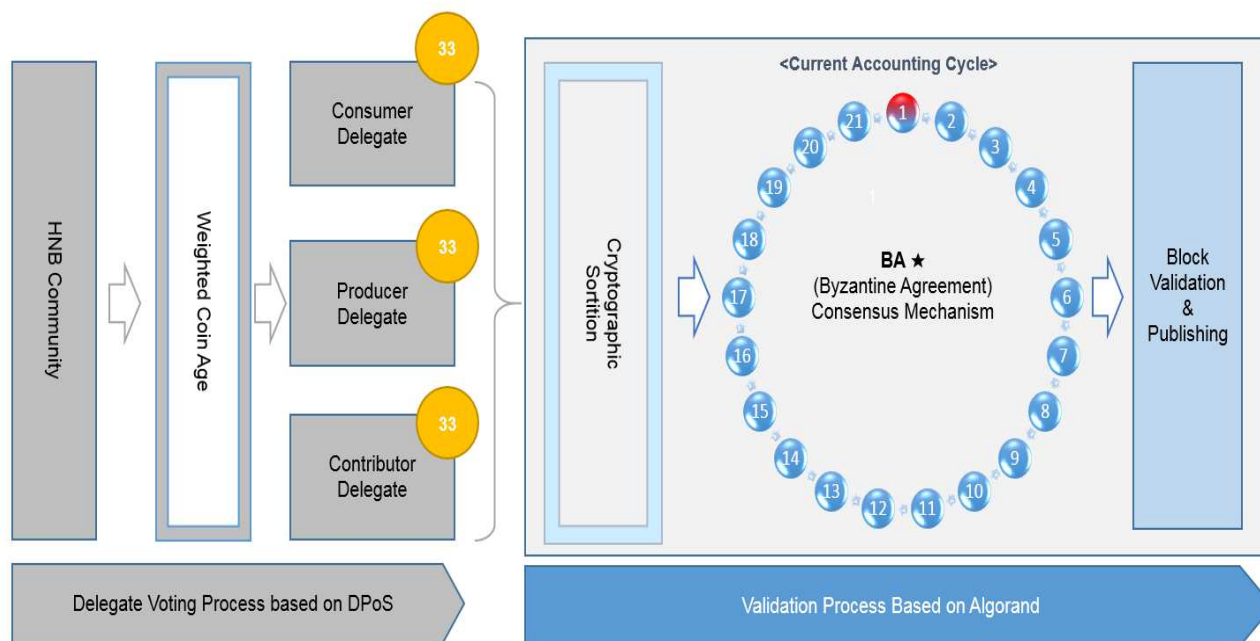 HNB Community
Weighted Coin Age
33
Consumer
Delegate
33
Producer
Delegate
33
Contributor
Delegate
Delegate Voting Process based on DPoS
Cryptographic
Sortition
<Current Accounting Cycle>
1
2
3
4
5
6
7
8
9
10
11
12
13
14
15
16
17
18
19
20
21
1
BA ★
(Byzantine Agreement)
Consensus Mechanism
Block
Validation
&
Publishing
Validation Process Based on Algorand